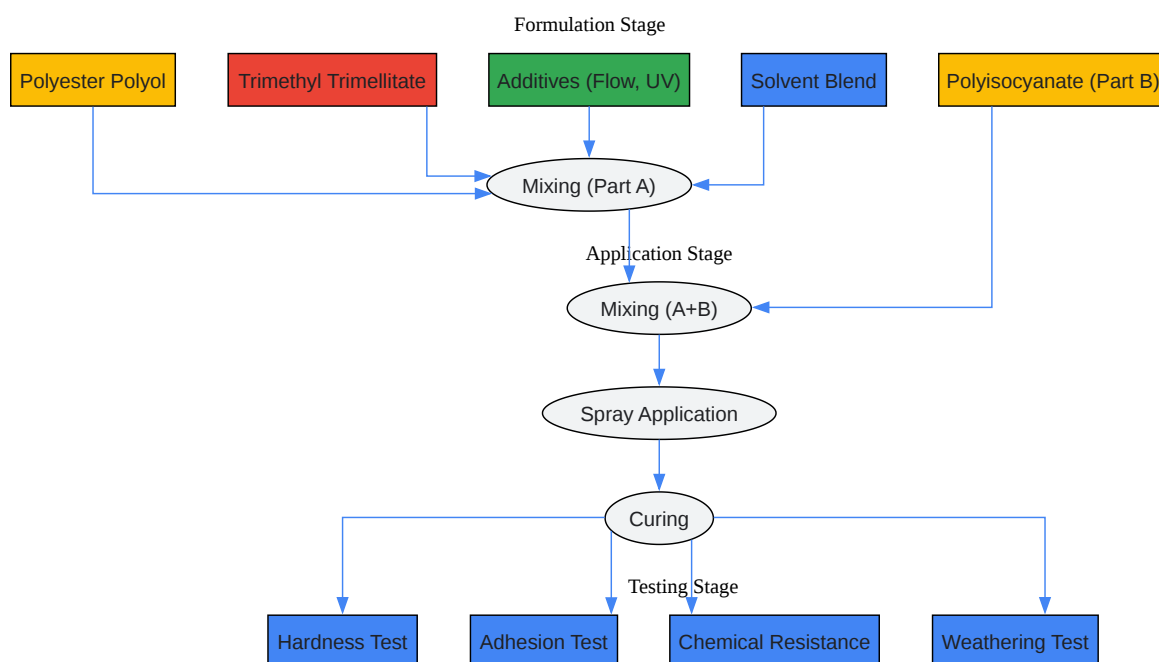 Formulation Stage
Polyester Polyol
Trimethyl Trimellitate
Additives (Flow, UV)
Solvent Blend
Polyisocyanate (Part B)
Mixing (Part A)
Application Stage
Mixing (A+B)
Spray Application
Curing
Testing Stage
Hardness Test
Adhesion Test
Chemical Resistance
Weathering Test